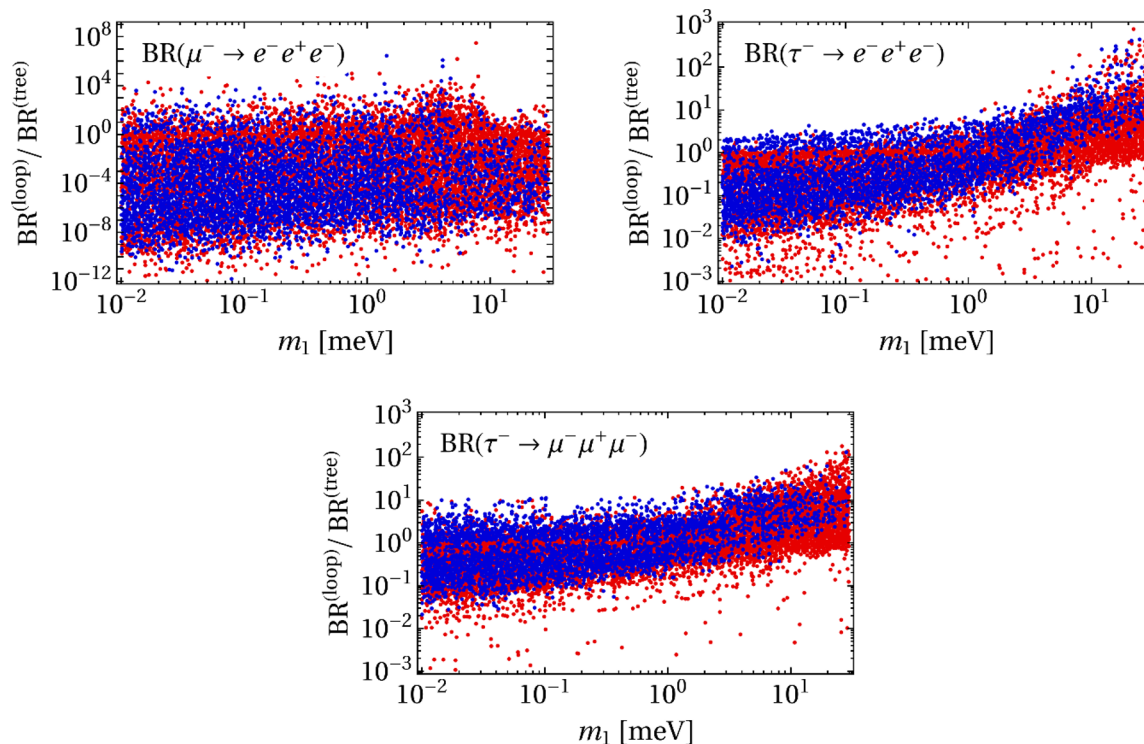 BR(μ⁻ → e⁻e⁺e⁻)
BR⁽ˡᵒᵒᵖ⁾/ BR⁽ᵗʳᵉᵉ⁾
10⁸
10⁴
10⁰
10⁻⁴
10⁻⁸
10⁻¹²
10⁻² 10⁻¹ 10⁰ 10¹
m₁ [meV]
BR(τ⁻ → e⁻e⁺e⁻)
BR⁽ˡᵒᵒᵖ⁾/ BR⁽ᵗʳᵉᵉ⁾
10³
10²
10¹
10⁰
10⁻¹
10⁻²
10⁻³
10⁻² 10⁻¹ 10⁰ 10¹
m₁ [meV]
BR(τ⁻ → μ⁻μ⁺μ⁻)
BR⁽ˡᵒᵒᵖ⁾/ BR⁽ᵗʳᵉᵉ⁾
10³
10²
10¹
10⁰
10⁻¹
10⁻²
10⁻³
10⁻² 10⁻¹ 10⁰ 10¹
m₁ [meV]